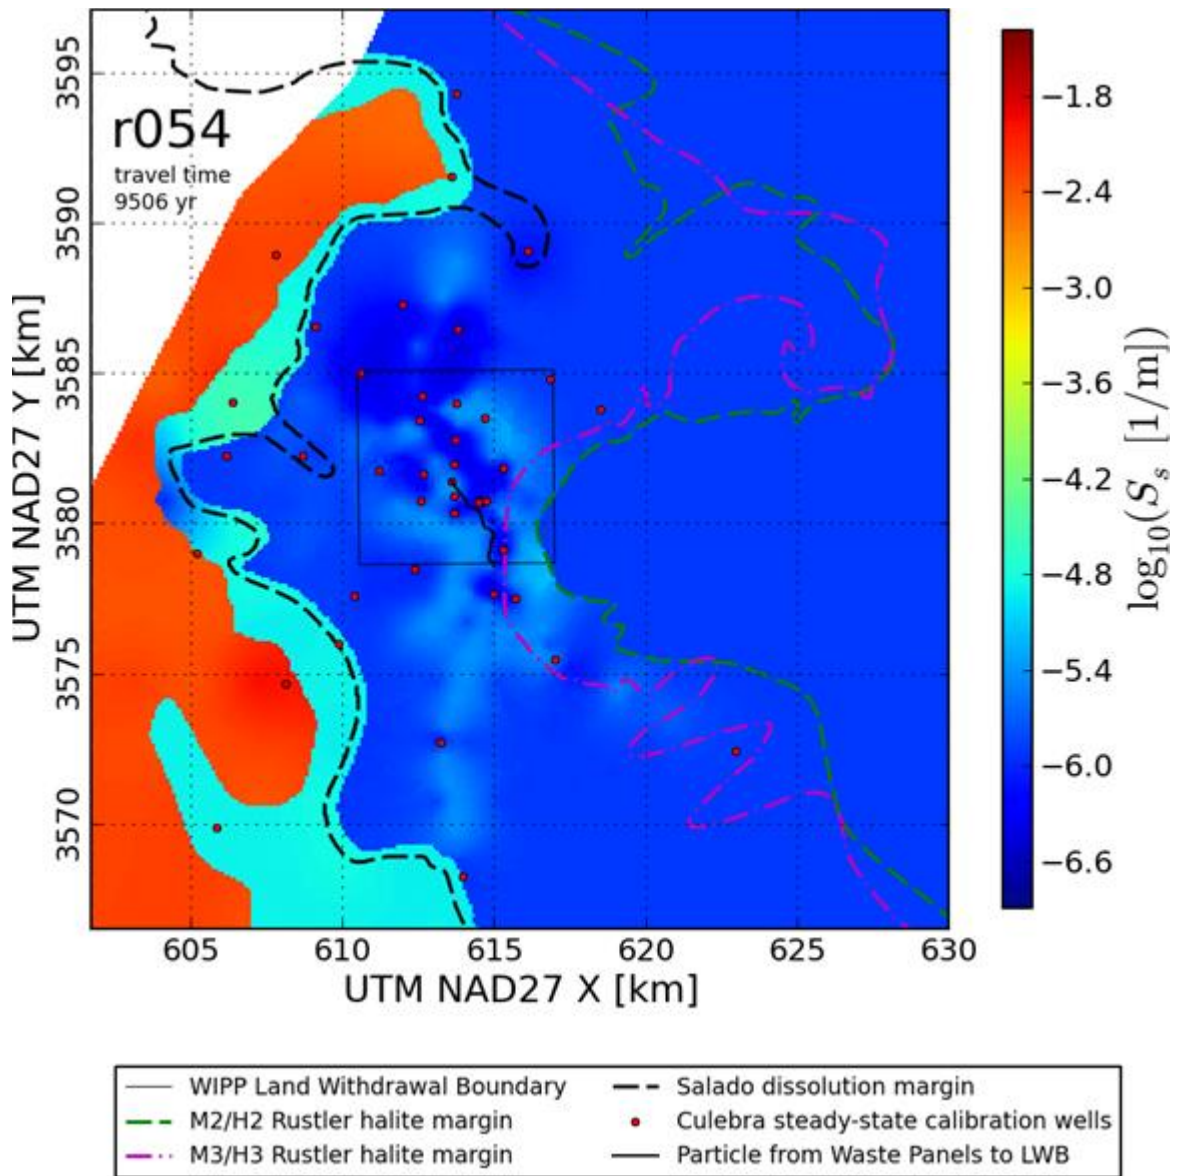 r054
travel time
9506 yr
3595
3590
3585
3580
3575
3570
UTM NAD27 Y [km]
605 610 615 620 625 630
UTM NAD27 X [km]
−1.8
−2.4
−3.0
−3.6
−4.2
−4.8
−5.4
−6.0
−6.6
log₁₀(Sₛ [1/m])
WIPP Land Withdrawal Boundary
M2/H2 Rustler halite margin
M3/H3 Rustler halite margin
Salado dissolution margin
Culebra steady-state calibration wells
Particle from Waste Panels to LWB